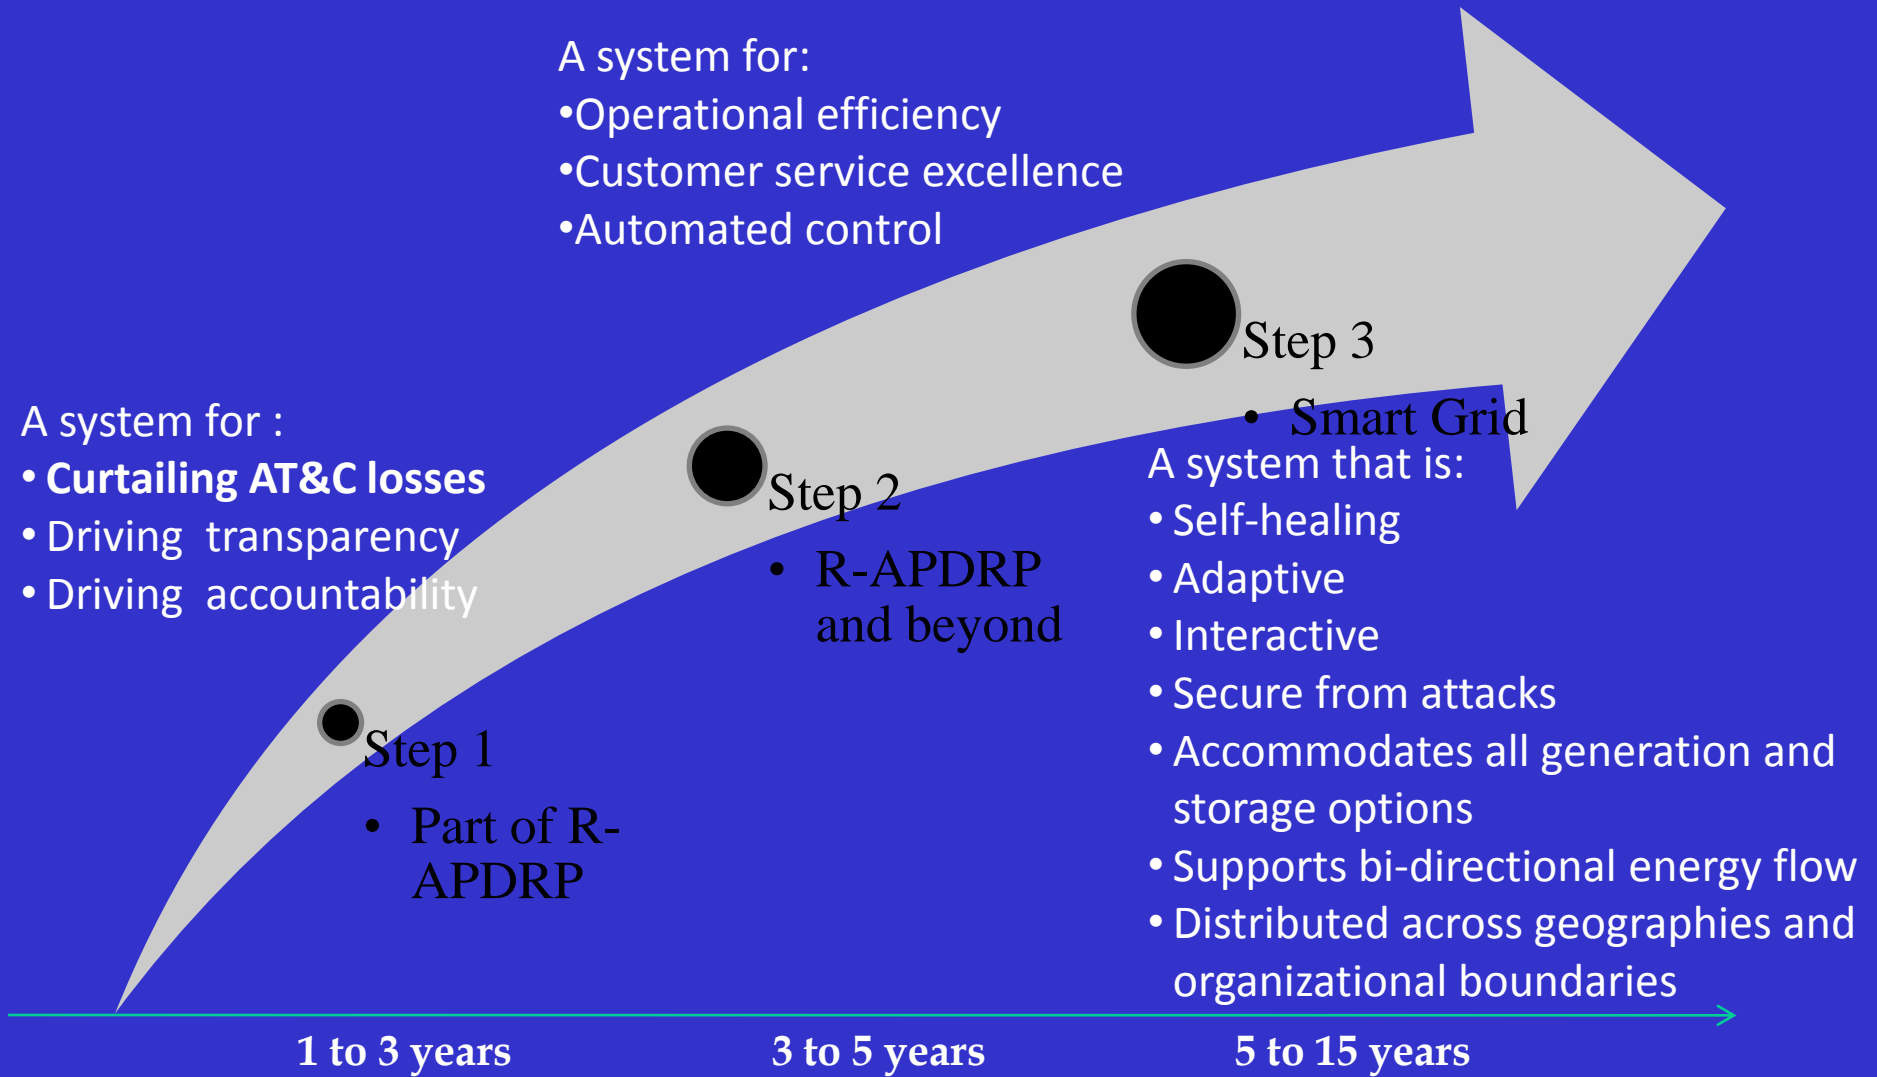 A system for:
•Operational efficiency
•Customer service excellence
•Automated control
A system for :
• Curtailing AT&C losses
• Driving transparency
• Driving accountability
Step 1
• Part of R-
APDRP
Step 2
• R-APDRP
and beyond
Step 3
• Smart Grid
A system that is:
• Self-healing
• Adaptive
• Interactive
• Secure from attacks
• Accommodates all generation and
storage options
• Supports bi-directional energy flow
• Distributed across geographies and
organizational boundaries
1 to 3 years
3 to 5 years
5 to 15 years